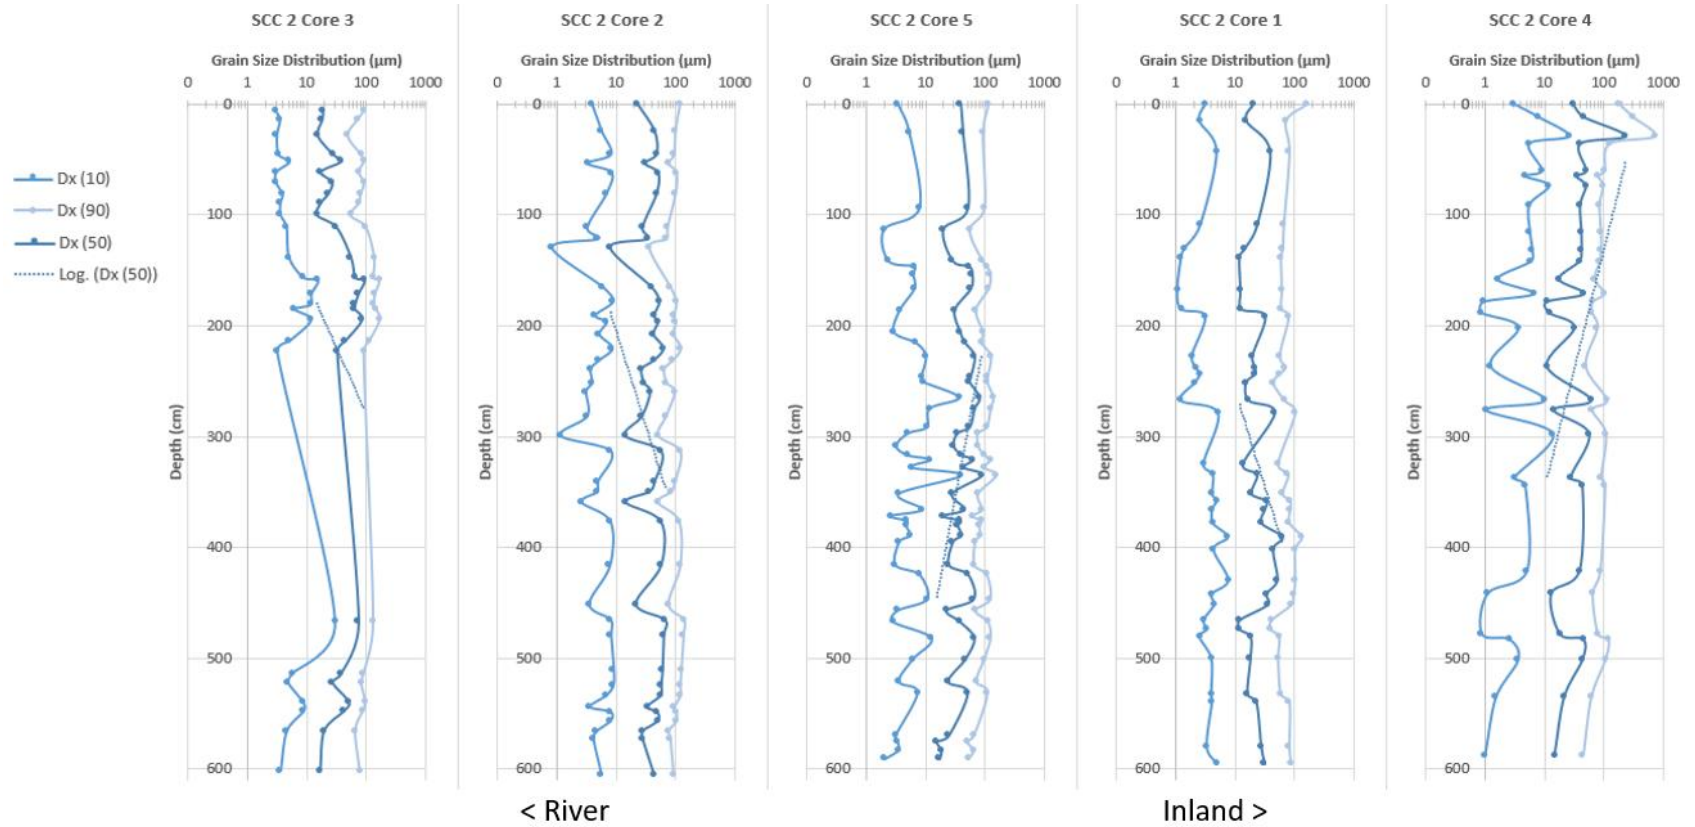 SCC 2 Core 3
SCC 2 Core 2
SCC 2 Core 5
SCC 2 Core 1
SCC 2 Core 4
Grain Size Distribution (µm)
Grain Size Distribution (µm)
Grain Size Distribution (µm)
Grain Size Distribution (µm)
Grain Size Distribution (µm)
0 1 10 100 1000
0 1 10 100 1000
0 1 10 100 1000
0 1 10 100 1000
0 1 10 100 1000
Dx (10)
Dx (90)
Dx (50)
Log. (Dx (50))
Depth (cm)
0
100
200
300
400
500
600
Depth (cm)
0
100
200
300
400
500
600
Depth (cm)
0
100
200
300
400
500
600
Depth (cm)
0
100
200
300
400
500
600
Depth (cm)
0
100
200
300
400
500
600
< River
Inland >